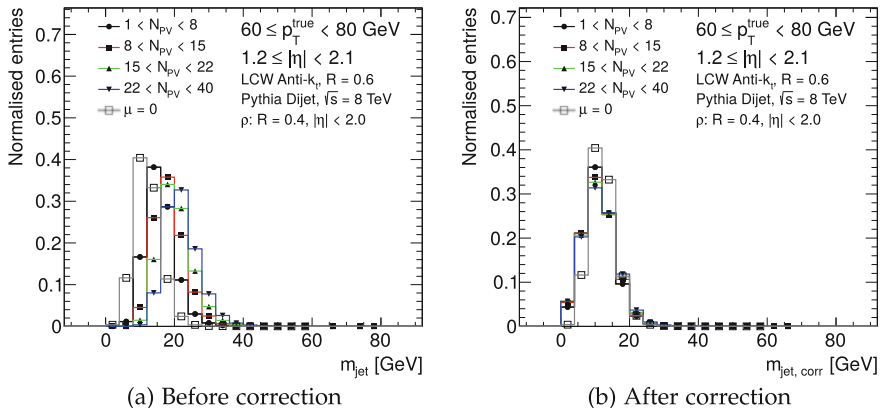 Normalised entries
0.7
0.6
0.5
0.4
0.3
0.2
0.1
0
1 < N_PV < 8
8 < N_PV < 15
15 < N_PV < 22
22 < N_PV < 40
μ = 0
60 ≤ p_T^true < 80 GeV
1.2 ≤ |η| < 2.1
LCW Anti-k_t, R = 0.6
Pythia Dijet, √s = 8 TeV
ρ: R = 0.4, |η| < 2.0
0 20 40 60 80
m_jet [GeV]
(a) Before correction
Normalised entries
0.7
0.6
0.5
0.4
0.3
0.2
0.1
0
1 < N_PV < 8
8 < N_PV < 15
15 < N_PV < 22
22 < N_PV < 40
μ = 0
60 ≤ p_T^true < 80 GeV
1.2 ≤ |η| < 2.1
LCW Anti-k_t, R = 0.6
Pythia Dijet, √s = 8 TeV
ρ: R = 0.4, |η| < 2.0
0 20 40 60 80
m_jet, corr [GeV]
(b) After correction